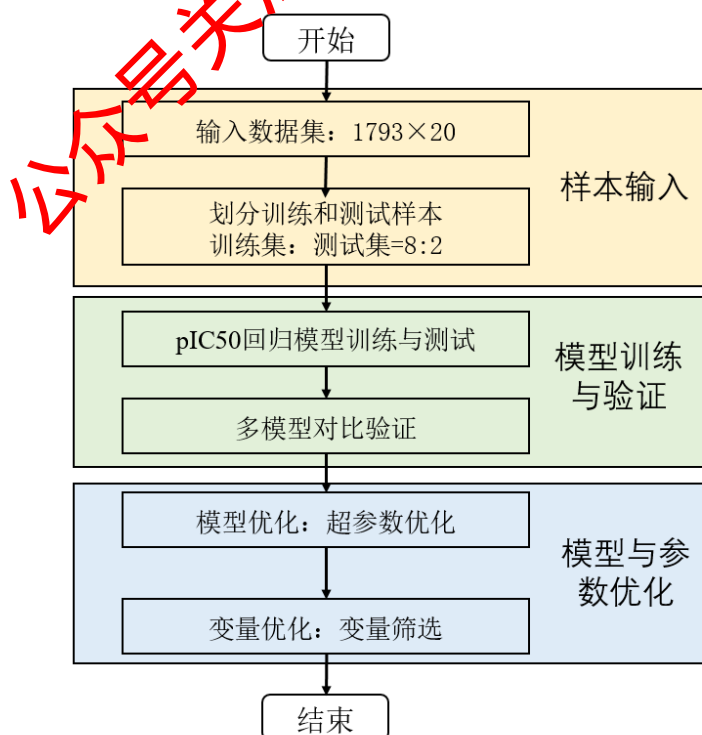 公众号关
开始
输入数据集：1793×20
划分训练和测试样本
训练集：测试集=8:2
样本输入
pIC50回归模型训练与测试
多模型对比验证
模型训练
与验证
模型优化：超参数优化
变量优化：变量筛选
模型与参
数优化
结束